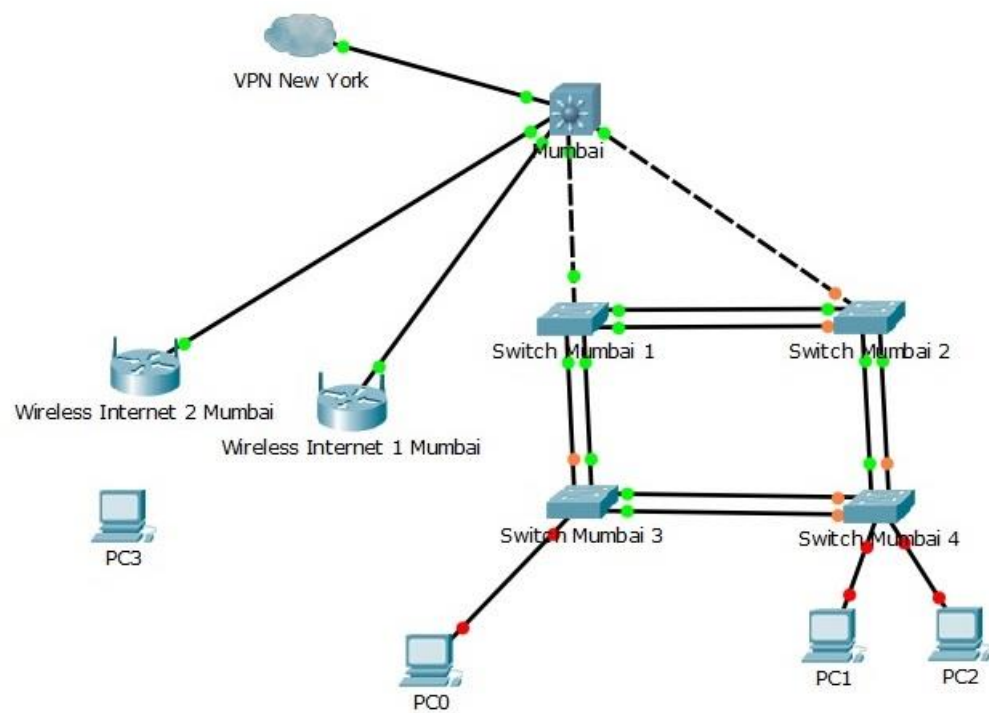 VPN New York
Mumbai
Switch Mumbai 1
Switch Mumbai 2
Wireless Internet 2 Mumbai
Wireless Internet 1 Mumbai
PC3
Switch Mumbai 3
Switch Mumbai 4
PC0
PC1
PC2